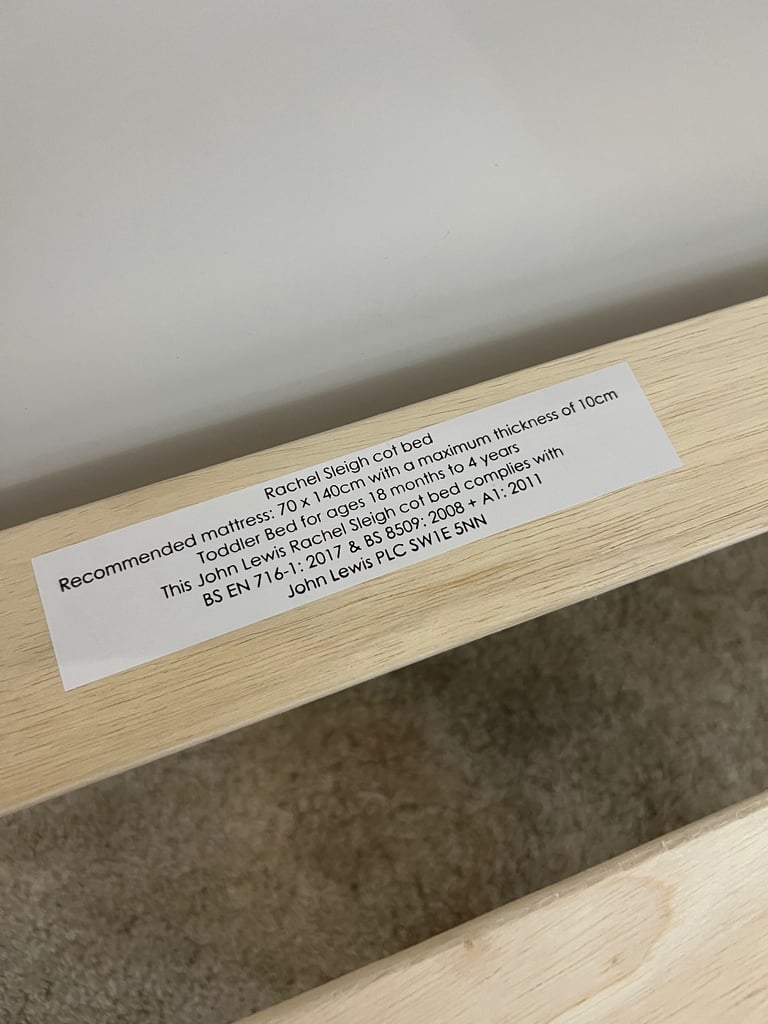 Rachel Sleigh cot bed
Recommended mattress: 70 x 140cm with a maximum thickness of 10cm
Toddler Bed for ages 18 months to 4 years
This John Lewis Rachel Sleigh cot bed complies with
BS EN 716-1: 2017 & BS 8509: 2008 + A1: 2011
John Lewis PLC SW1E 5NN